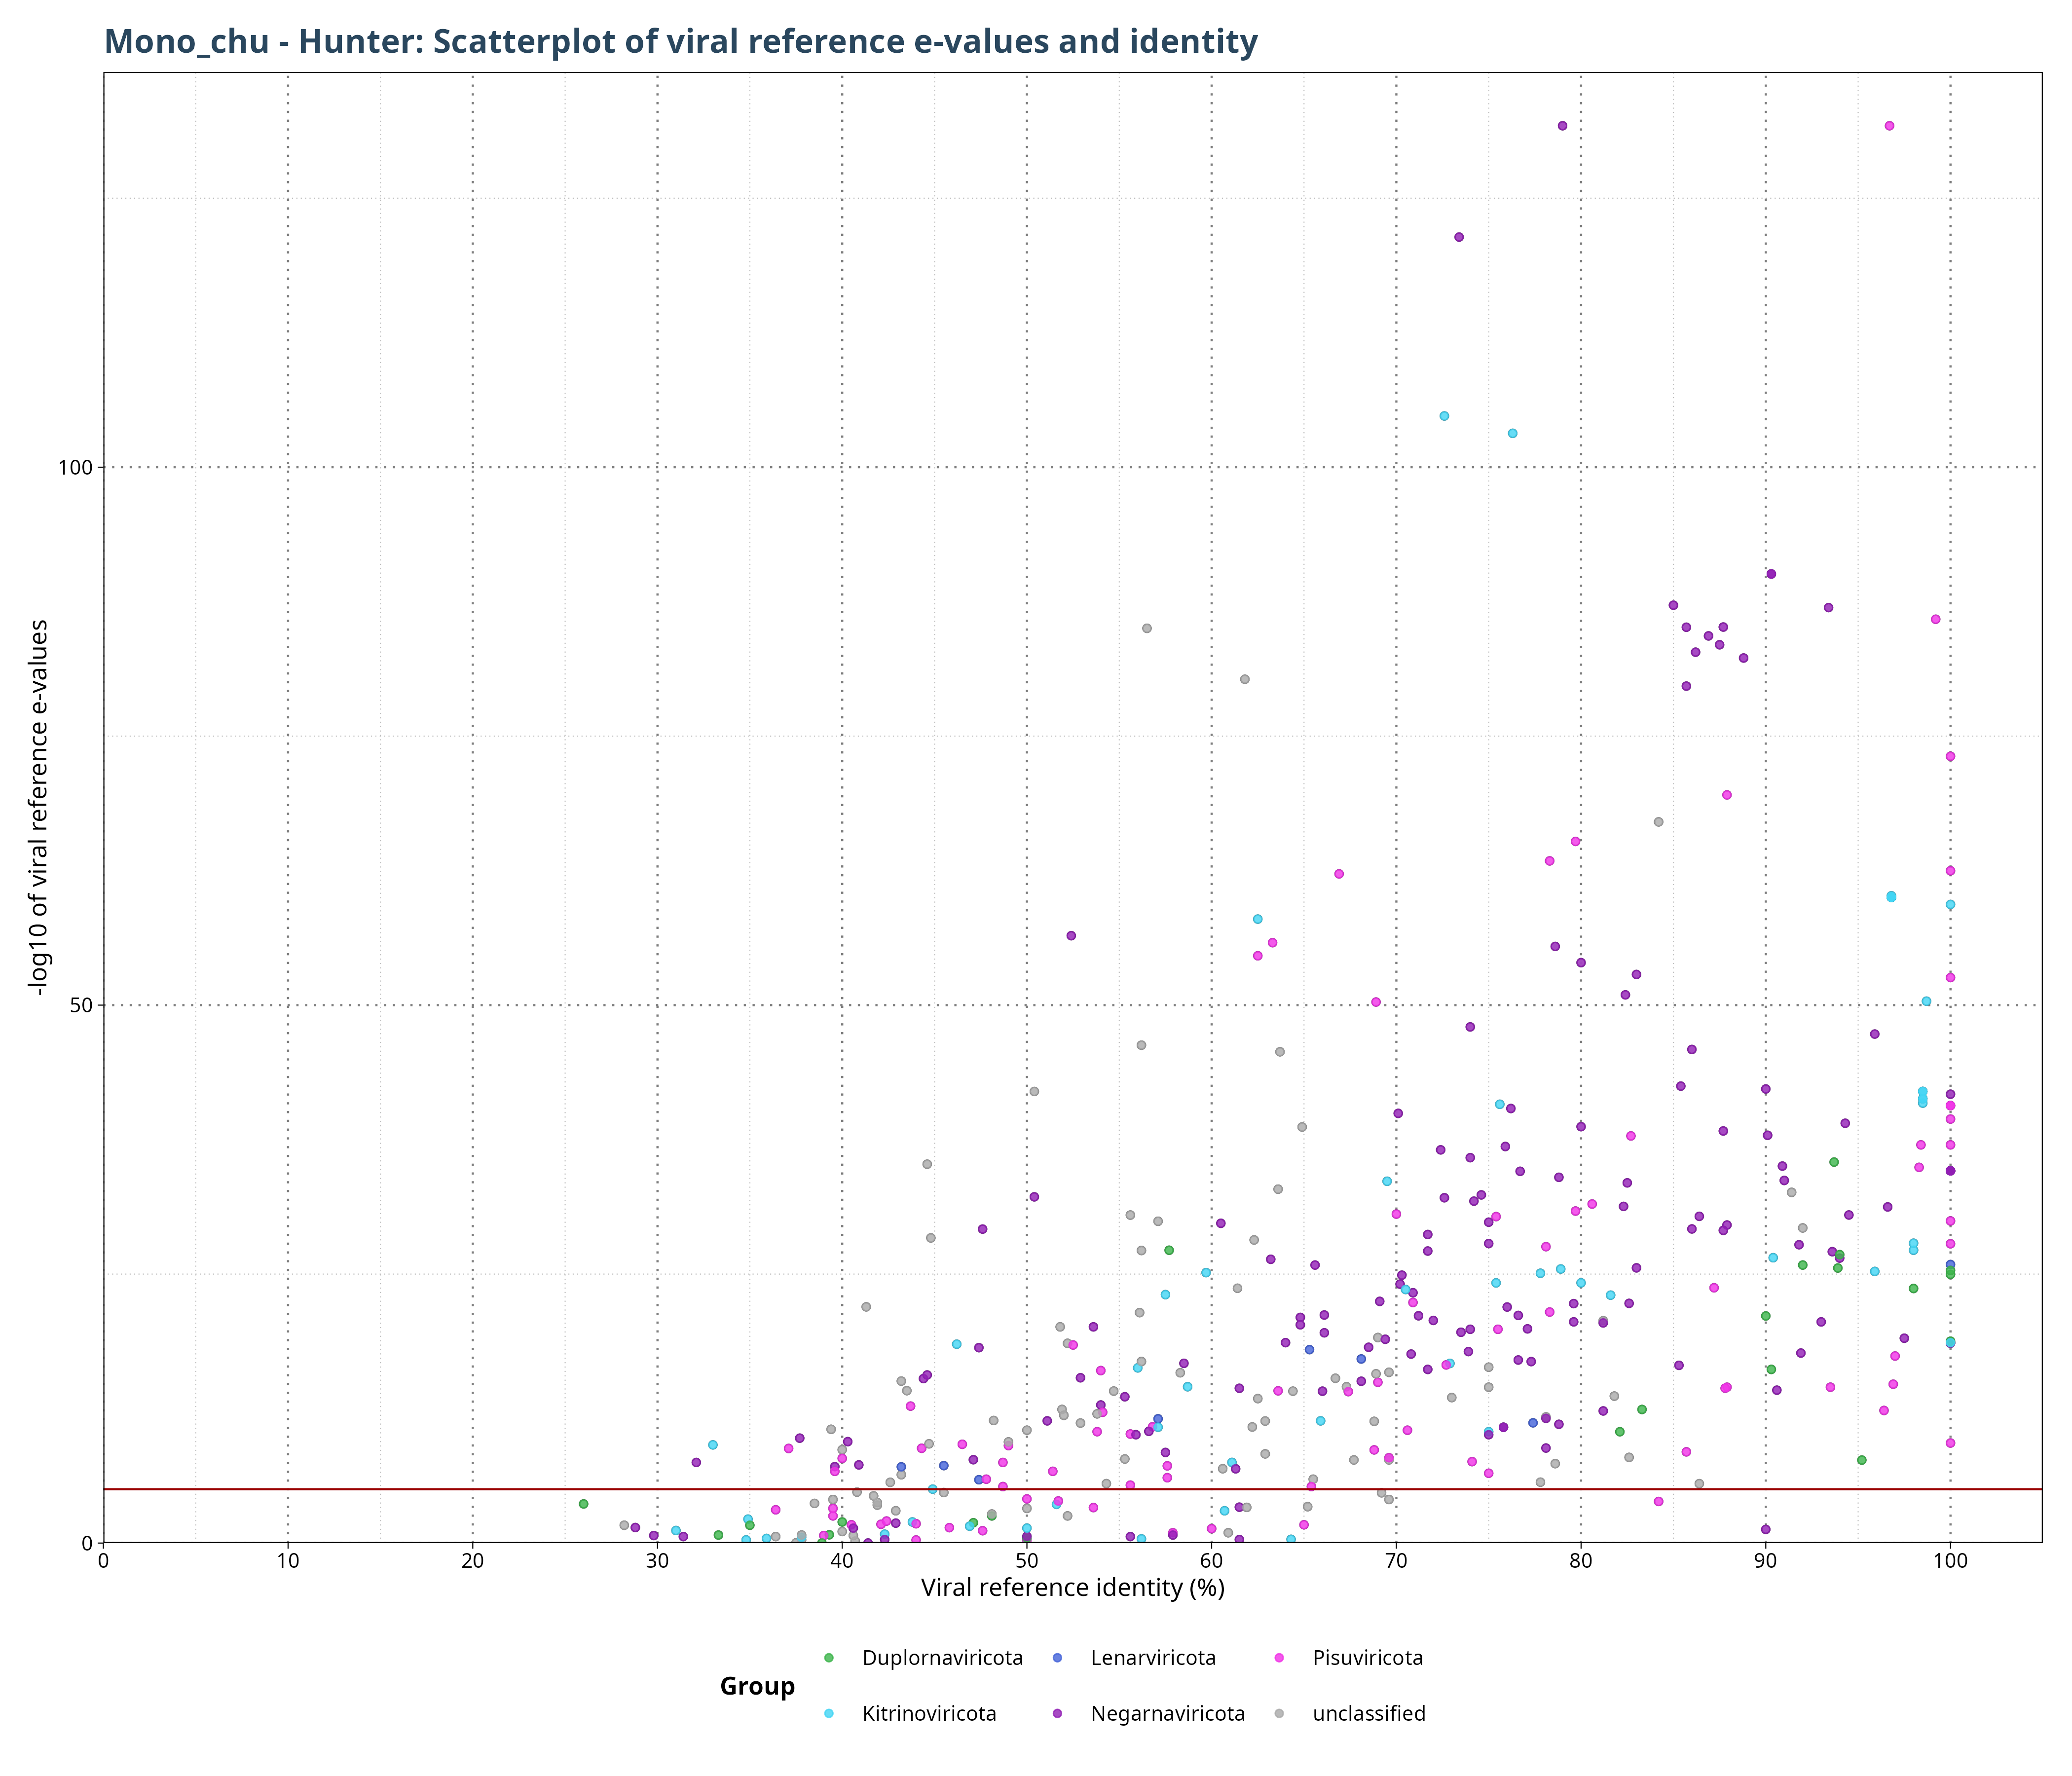 Mono_chu - Hunter: Scatterplot of viral reference e-values and identity
-log10 of viral reference e-values
100
50
0
0 10 20 30 40 50 60 70 80 90 100
Viral reference identity (%)
Group
Duplornaviricota Lenarviricota Pisuviricota
Kitrinoviricota Negarnaviricota unclassified